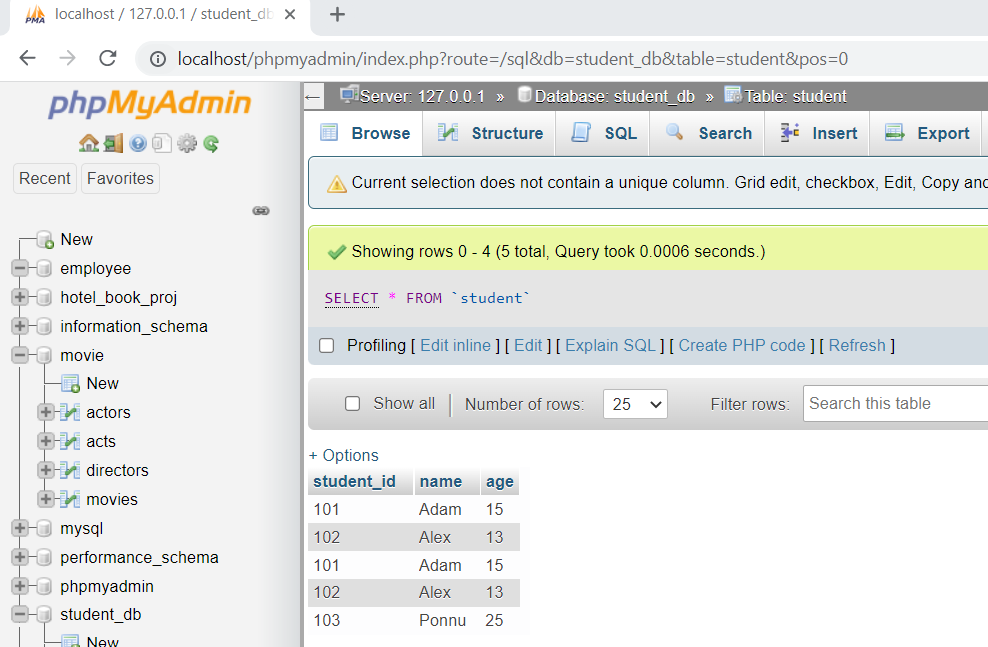 localhost / 127.0.0.1 / student_db
localhost/phpmyadmin/index.php?route=/sql&db=student_db&table=student&pos=0
phpMyAdmin
Recent
Favorites
New
employee
hotel_book_proj
information_schema
movie
New
actors
acts
directors
movies
mysql
performance_schema
phpmyadmin
student_db
New
Server: 127.0.0.1 » Database: student_db » Table: student
Browse Structure SQL Search Insert Export
Current selection does not contain a unique column. Grid edit, checkbox, Edit, Copy and
Showing rows 0 - 4 (5 total, Query took 0.0006 seconds.)
SELECT * FROM `student`
Profiling [ Edit inline ] [ Edit ] [ Explain SQL ] [ Create PHP code ] [ Refresh ]
Show all | Number of rows: 25 Filter rows: Search this table
+ Options
student_id name age
101 Adam 15
102 Alex 13
101 Adam 15
102 Alex 13
103 Ponnu 25